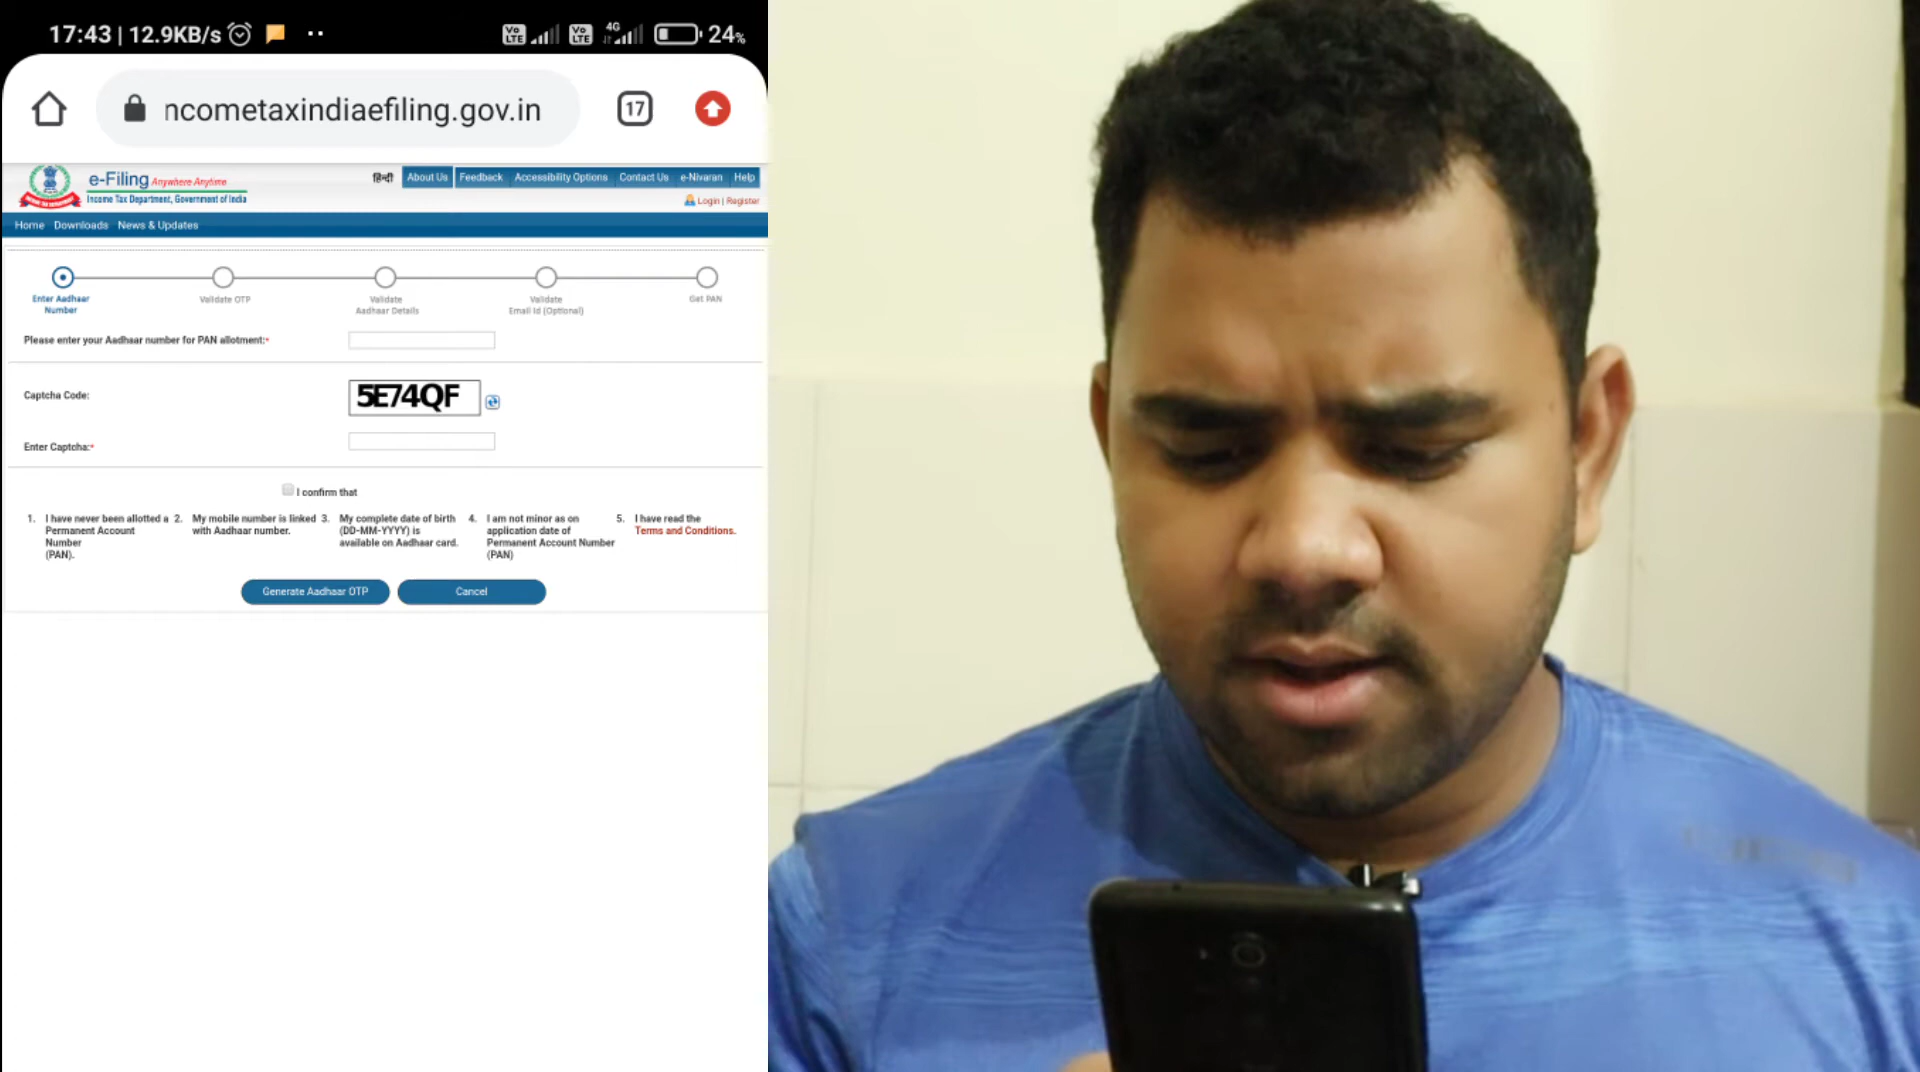 17:43 | 12.9KB/s
Vo LTE Vo LTE 4G 24%
ncometaxindiaefiling.gov.in 17
e-Filing Anywhere Anytime
Income Tax Department, Government of India
हिन्दी About Us Feedback Accessibility Options Contact Us e-Nivaran Help
Login | Register
Home Downloads News & Updates
Enter Aadhaar
Number
Validate OTP
Validate
Aadhaar Details
Validate
Email Id (Optional)
Get PAN
Please enter your Aadhaar number for PAN allotment:*
Captcha Code:
5E74QF
Enter Captcha:*
I confirm that
1. I have never been allotted a
Permanent Account
Number
(PAN).
2. My mobile number is linked
with Aadhaar number.
3. My complete date of birth
(DD-MM-YYYY) is
available on Aadhaar card.
4. I am not minor as on
application date of
Permanent Account Number
(PAN)
5. I have read the
Terms and Conditions.
Generate Aadhaar OTP Cancel